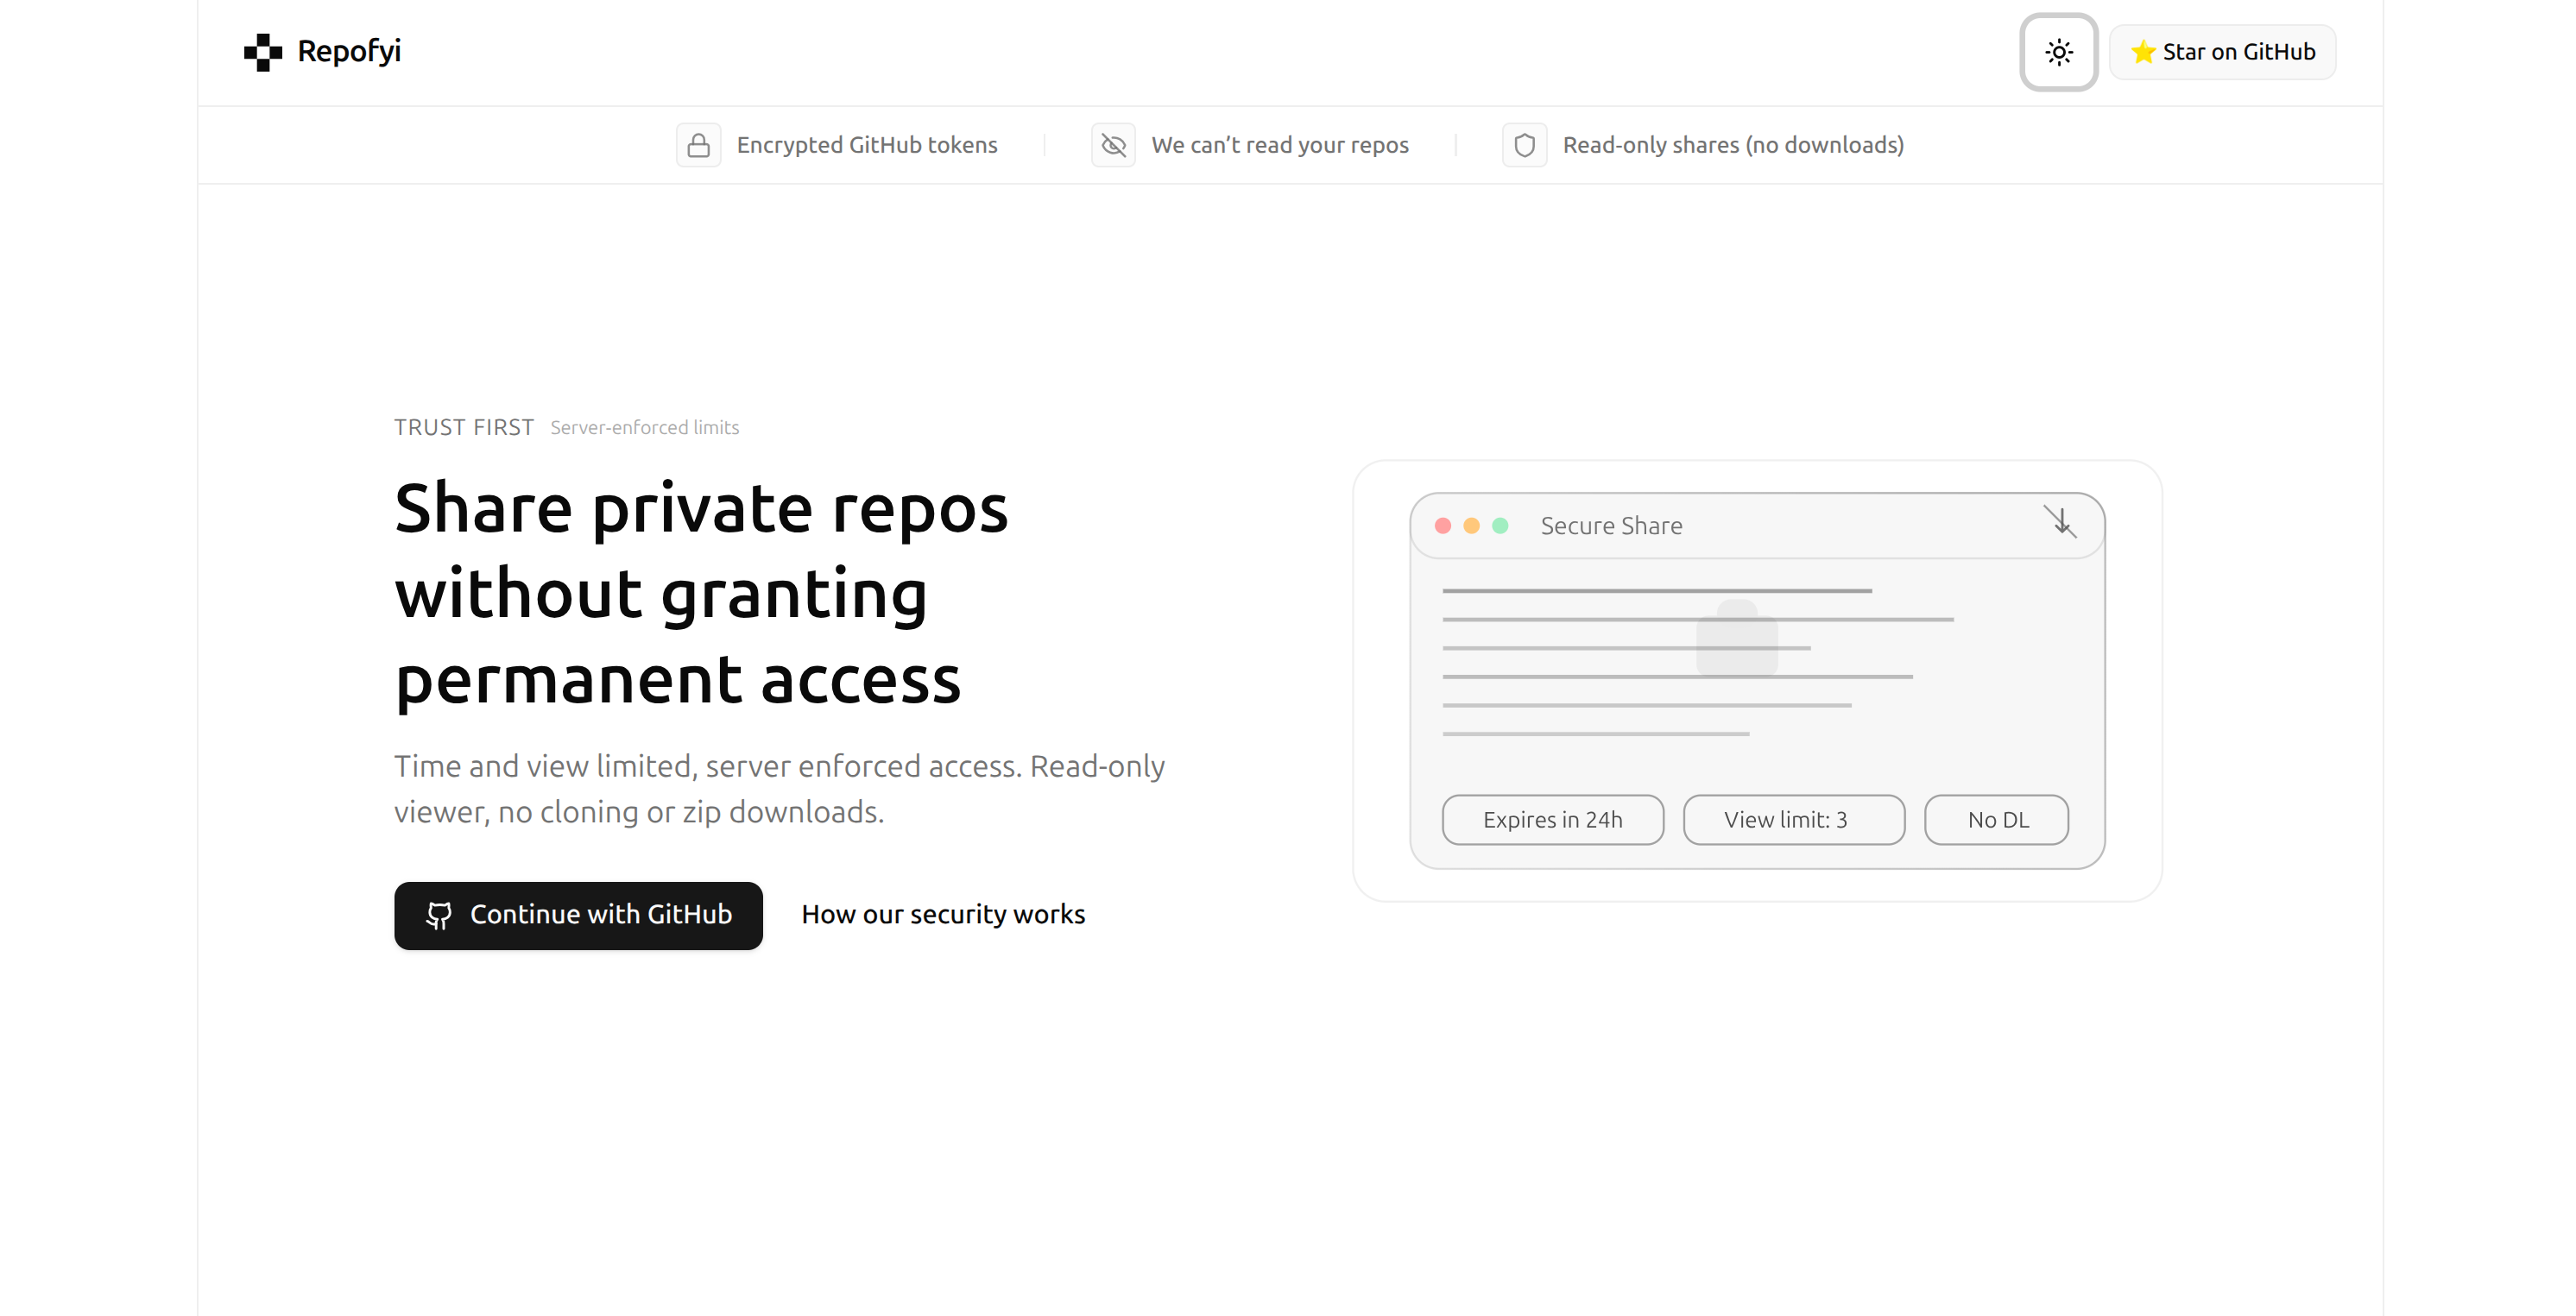 Repofyi
⭐ Star on GitHub
Encrypted GitHub tokens
We can’t read your repos
Read-only shares (no downloads)
TRUST FIRST Server-enforced limits
Share private repos
without granting
permanent access
Time and view limited, server enforced access. Read-only
viewer, no cloning or zip downloads.
Continue with GitHub
How our security works
Secure Share
Expires in 24h
View limit: 3
No DL